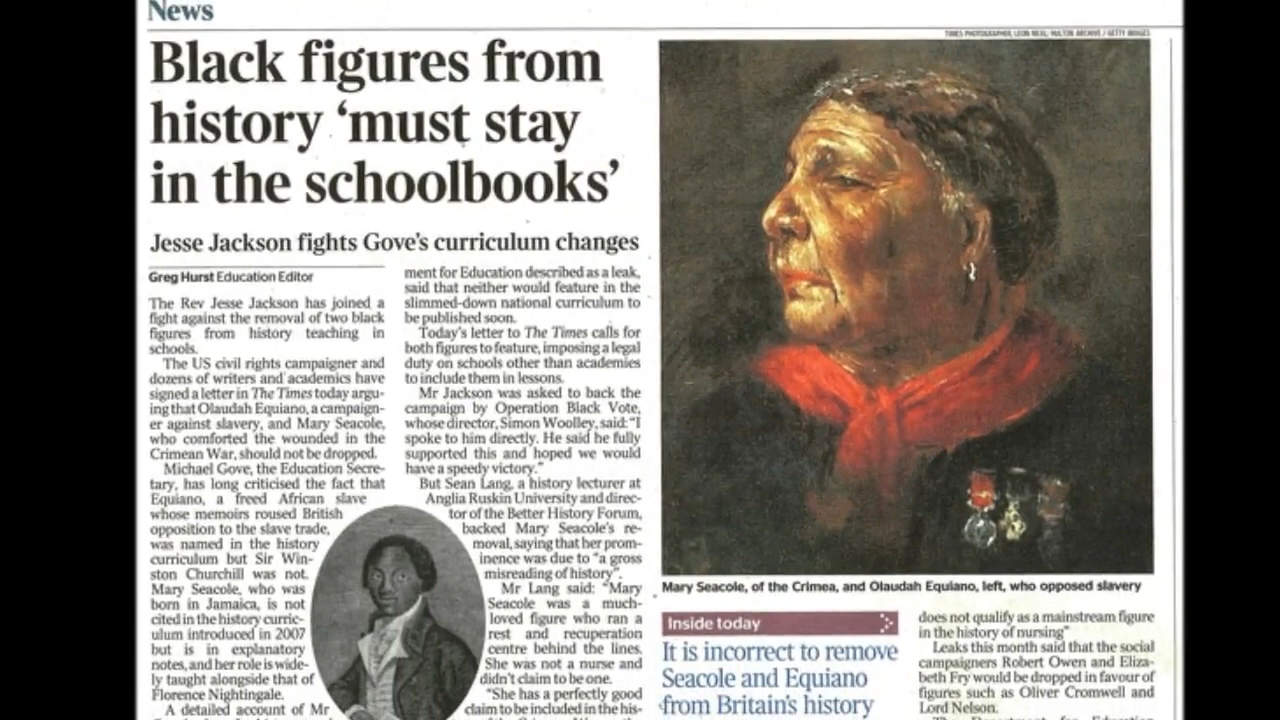 News
TIMES PHOTOGRAPHER, LEON NEAL; HULTON ARCHIVE / GETTY IMAGES
Black figures from
history ‘must stay
in the schoolbooks’
Jesse Jackson fights Gove’s curriculum changes
Greg Hurst Education Editor
The Rev Jesse Jackson has joined a
fight against the removal of two black
figures from history teaching in
schools.
The US civil rights campaigner and
dozens of writers and academics have
signed a letter in The Times today argu-
ing that Olaudah Equiano, a campaign-
er against slavery, and Mary Seacole,
who comforted the wounded in the
Crimean War, should not be dropped.
Michael Gove, the Education Secre-
tary, has long criticised the fact that
Equiano, a freed African slave
whose memoirs roused British
opposition to the slave trade,
was named in the history
curriculum but Sir Win-
ston Churchill was not.
Mary Seacole, who was
born in Jamaica, is not
cited in the history curric-
ulum introduced in 2007
but is in explanatory
notes, and her role is wide-
ly taught alongside that of
Florence Nightingale.
A detailed account of Mr
ment for Education described as a leak,
said that neither would feature in the
slimmed-down national curriculum to
be published soon.
Today’s letter to The Times calls for
both figures to feature, imposing a legal
duty on schools other than academies
to include them in lessons.
Mr Jackson was asked to back the
campaign by Operation Black Vote,
whose director, Simon Woolley, said: “I
spoke to him directly. He said he fully
supported this and hoped we would
have a speedy victory.”
But Sean Lang, a history lecturer at
Anglia Ruskin University and direc-
tor of the Better History Forum,
backed Mary Seacole’s re-
moval, saying that her prom-
inence was due to “a gross
misreading of history”.
Mr Lang said: “Mary
Seacole was a much-
loved figure who ran a
rest and recuperation
centre behind the lines.
She was not a nurse and
didn’t claim to be one.
“She has a perfectly good
claim to be included in the his-
Mary Seacole, of the Crimea, and Olaudah Equiano, left, who opposed slavery
Inside today
It is incorrect to remove
Seacole and Equiano
from Britain’s history
does not qualify as a mainstream figure
in the history of nursing”
Leaks this month said that the social
campaigners Robert Owen and Eliza-
beth Fry would be dropped in favour of
figures such as Oliver Cromwell and
Lord Nelson.